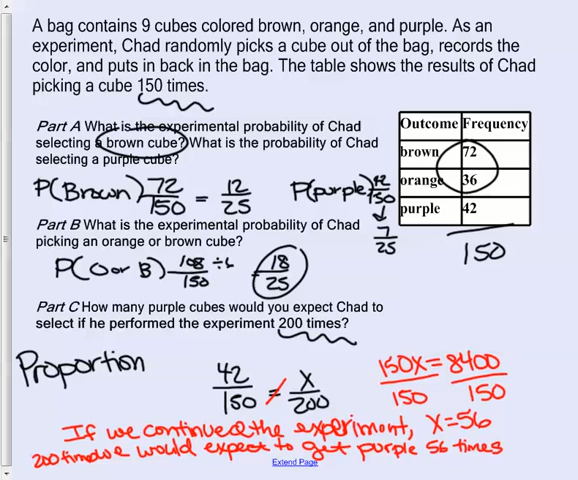 A bag contains 9 cubes colored brown, orange, and purple. As an
experiment, Chad randomly picks a cube out of the bag, records the
color, and puts in back in the bag. The table shows the results of Chad
picking a cube 150 times.
Part A What is the experimental probability of Chad
selecting a brown cube? What is the probability of Chad
selecting a purple cube?
Outcome Frequency
brown 72
orange 36
purple 42
150
P(Brown) 72/150 = 12/25
P(purple) 42/150
7/25
Part B What is the experimental probability of Chad
picking an orange or brown cube?
P(O or B) 108/150 ÷6 = 18/25
Part C How many purple cubes would you expect Chad to
select if he performed the experiment 200 times?
Proportion
42/150 = x/200
150x = 8400
150 150
x=56
If we continued the experiment,
200 times we would expect to get purple 56 times
Extend Page